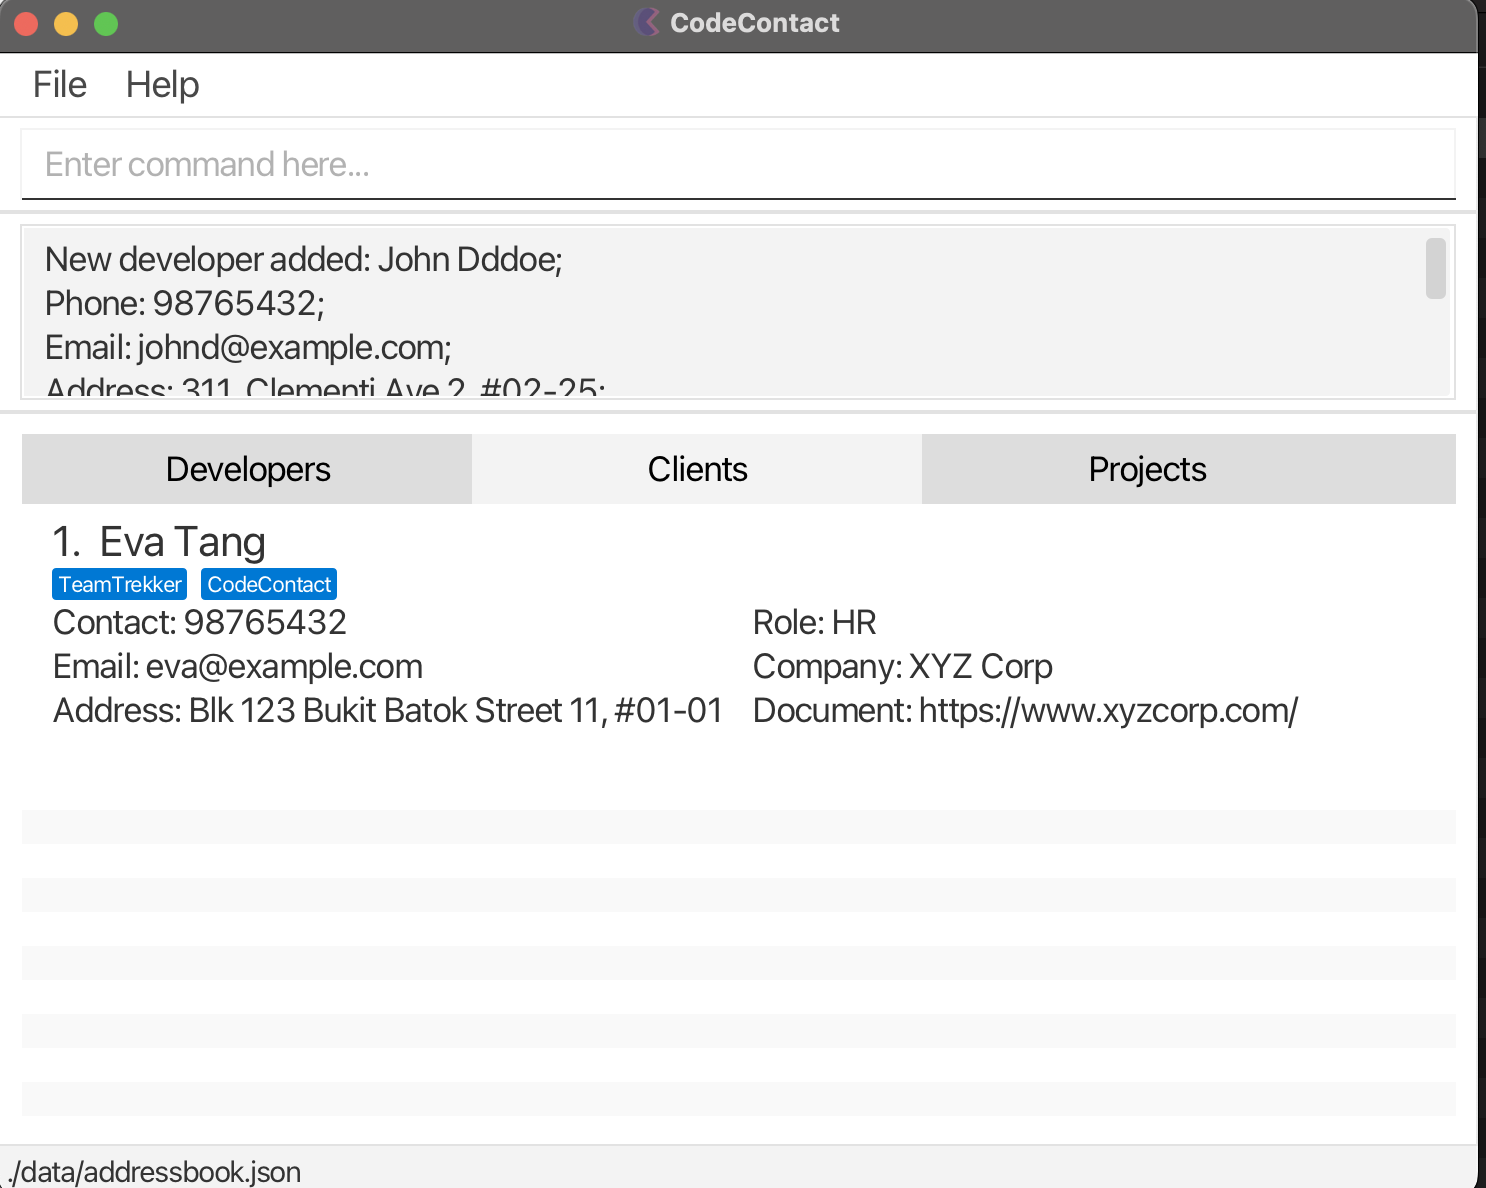 CodeContact
File Help
Enter command here...
New developer added: John Dddoe;
Phone: 98765432;
Email: johnd@example.com;
Address: 311, Clementi Ave 2, #02-25;
Developers Clients Projects
1. Eva Tang
TeamTrekker CodeContact
Contact: 98765432 Role: HR
Email: eva@example.com Company: XYZ Corp
Address: Blk 123 Bukit Batok Street 11, #01-01 Document: https://www.xyzcorp.com/
./data/addressbook.json